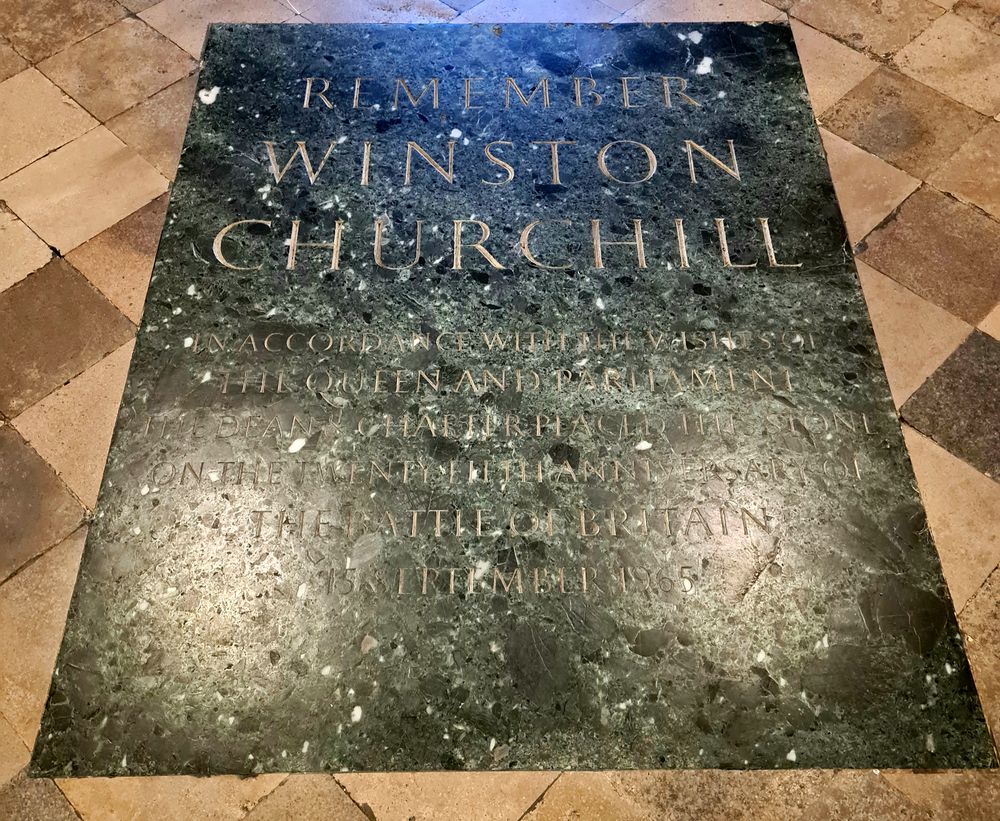 REMEMBER
WINSTON
CHURCHILL
IN ACCORDANCE WITH THE WISHES OF
THE QUEEN AND PARLIAMENT
THE DEAN & CHAPTER PLACED THIS STONE
ON THE TWENTY FIFTH ANNIVERSARY OF
THE BATTLE OF BRITAIN
15 SEPTEMBER 1965